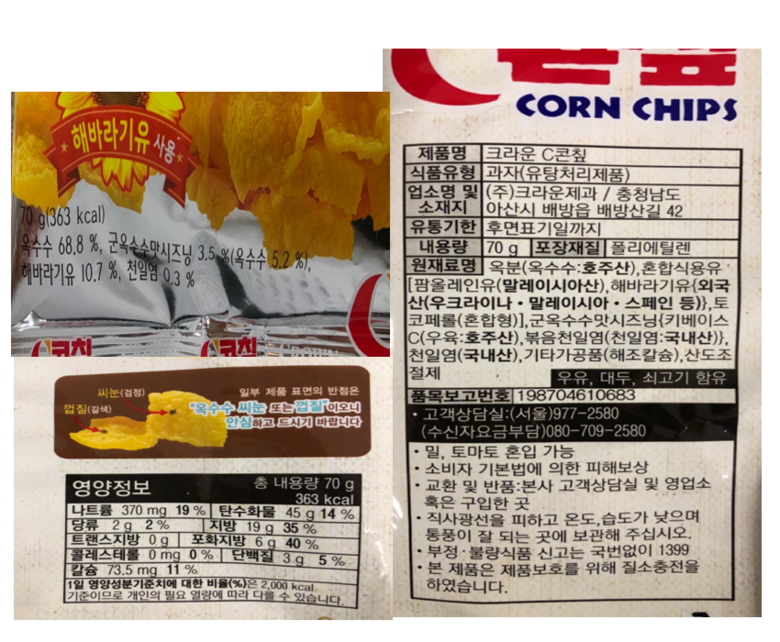 해바라기유 사용
70 g(363 kcal)
옥수수 68.8 %, 군옥수수맛시즈닝 3.5 %(옥수수 5.2 %),
해바라기유 10.7 %, 천일염 0.3 %
씨눈(검정)
껍질(갈색)
일부 제품 표면의 반점은
"옥수수 씨눈 또는 껍질"이오니
안심하고 드시기 바랍니다
영양정보
총 내용량 70 g
363 kcal
나트륨 370 mg 19 % 탄수화물 45 g 14 %
당류 2 g 2 % 지방 19 g 35 %
트랜스지방 0 g 포화지방 6 g 40 %
콜레스테롤 0 mg 0 % 단백질 3 g 5 %
칼슘 73.5 mg 11 %
1일 영양성분기준치에 대한 비율(%)은 2,000 kcal
기준이므로 개인의 필요 열량에 따라 다를 수 있습니다.
CORN CHIPS
제품명 크라운 C콘칲
식품유형 과자(유탕처리제품)
업소명 및 소재지 (주)크라운제과 / 충청남도
아산시 배방읍 배방산길 42
유통기한 후면표기일까지
내용량 70 g 포장재질 폴리에틸렌
원재료명 옥분(옥수수:호주산),혼합식용유
[팜올레인유(말레이시아산),해바라기유{외국
산(우크라이나·말레이시아·스페인 등)},토
코페롤(혼합형)],군옥수수맛시즈닝{키베이스
C(우육:호주산),볶음천일염(천일염:국내산)},
천일염(국내산),기타가공품(해조칼슘),산도조
절제
우유, 대두, 쇠고기 함유
품목보고번호 198704610683
• 고객상담실:(서울)977-2580
(수신자요금부담)080-709-2580
• 밀, 토마토 혼입 가능
• 소비자 기본법에 의한 피해보상
• 교환 및 반품:본사 고객상담실 및 영업소
혹은 구입한 곳
• 직사광선을 피하고 온도,습도가 낮으며
통풍이 잘 되는 곳에 보관해 주십시오.
• 부정·불량식품 신고는 국번없이 1399
• 본 제품은 제품보호를 위해 질소충전을
하였습니다.